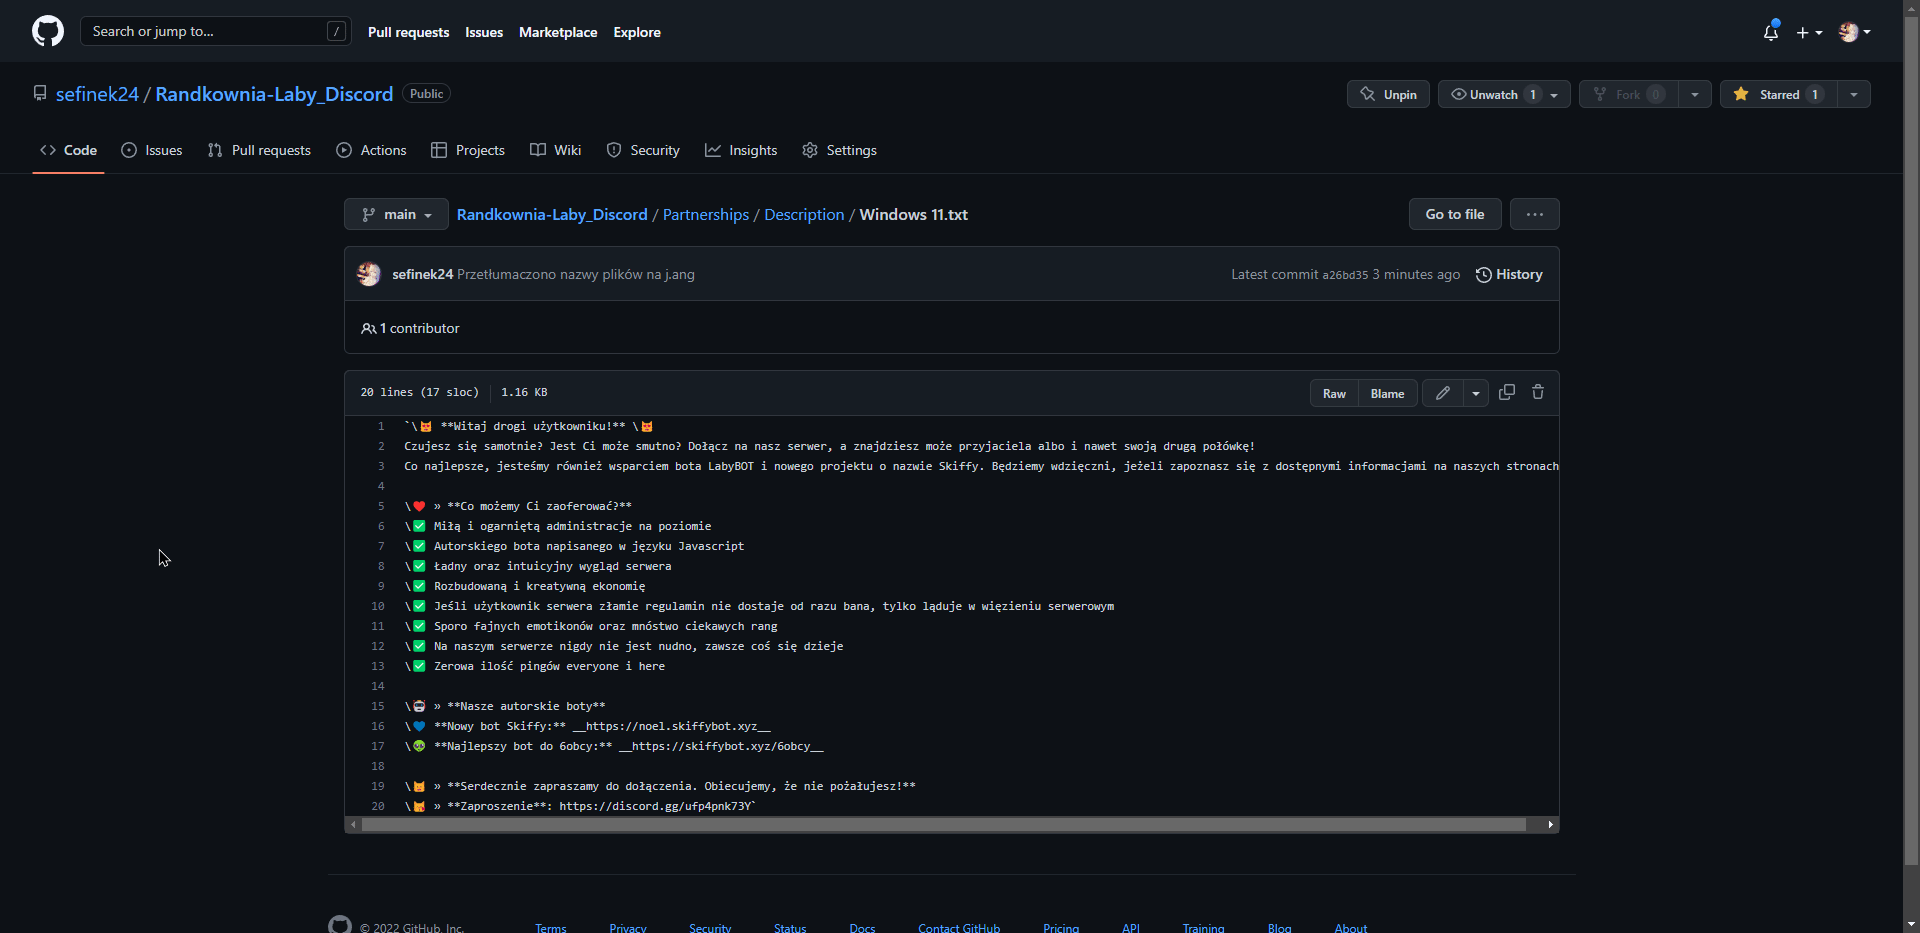 Search or jump to... /
Pull requests Issues Marketplace Explore
sefinek24 / Randkownia-Laby_Discord Public
Unpin Unwatch 1 Fork 0 Starred 1
Code Issues Pull requests Actions Projects Wiki Security Insights Settings
main Randkownia-Laby_Discord / Partnerships / Description / Windows 11.txt Go to file ...
sefinek24 Przetłumaczono nazwy plików na j.ang Latest commit a26bd35 3 minutes ago History
1 contributor
20 lines (17 sloc) 1.16 KB Raw Blame
1 `\😺 **Witaj drogi użytkowniku!** \😺
2 Czujesz się samotnie? Jest Ci może smutno? Dołącz na nasz serwer, a znajdziesz może przyjaciela albo i nawet swoją drugą połówkę!
3 Co najlepsze, jesteśmy również wsparciem bota LabyBOT i nowego projektu o nazwie Skiffy. Będziemy wdzięczni, jeżeli zapoznasz się z dostępnymi informacjami na naszych stronach
4
5 \❤️ » **Co możemy Ci zaoferować?**
6 \✅ Miłą i ogarniętą administracje na poziomie
7 \✅ Autorskiego bota napisanego w języku Javascript
8 \✅ Ładny oraz intuicyjny wygląd serwera
9 \✅ Rozbudowaną i kreatywną ekonomię
10 \✅ Jeśli użytkownik serwera złamie regulamin nie dostaje od razu bana, tylko ląduje w więzieniu serwerowym
11 \✅ Sporo fajnych emotikonów oraz mnóstwo ciekawych rang
12 \✅ Na naszym serwerze nigdy nie jest nudno, zawsze coś się dzieje
13 \✅ Zerowa ilość pingów everyone i here
14
15 \🤖 » **Nasze autorskie boty**
16 \💙 **Nowy bot Skiffy:** __https://noel.skiffybot.xyz__
17 \👽 **Najlepszy bot do 6obcy:** __https://skiffybot.xyz/6obcy__
18
19 \😺 » **Serdecznie zapraszamy do dołączenia. Obiecujemy, że nie pożałujesz!**
20 \😽 » **Zaproszenie**: https://discord.gg/ufp4pnk73Y`
© 2022 GitHub, Inc. Terms Privacy Security Status Docs Contact GitHub Pricing API Training Blog About